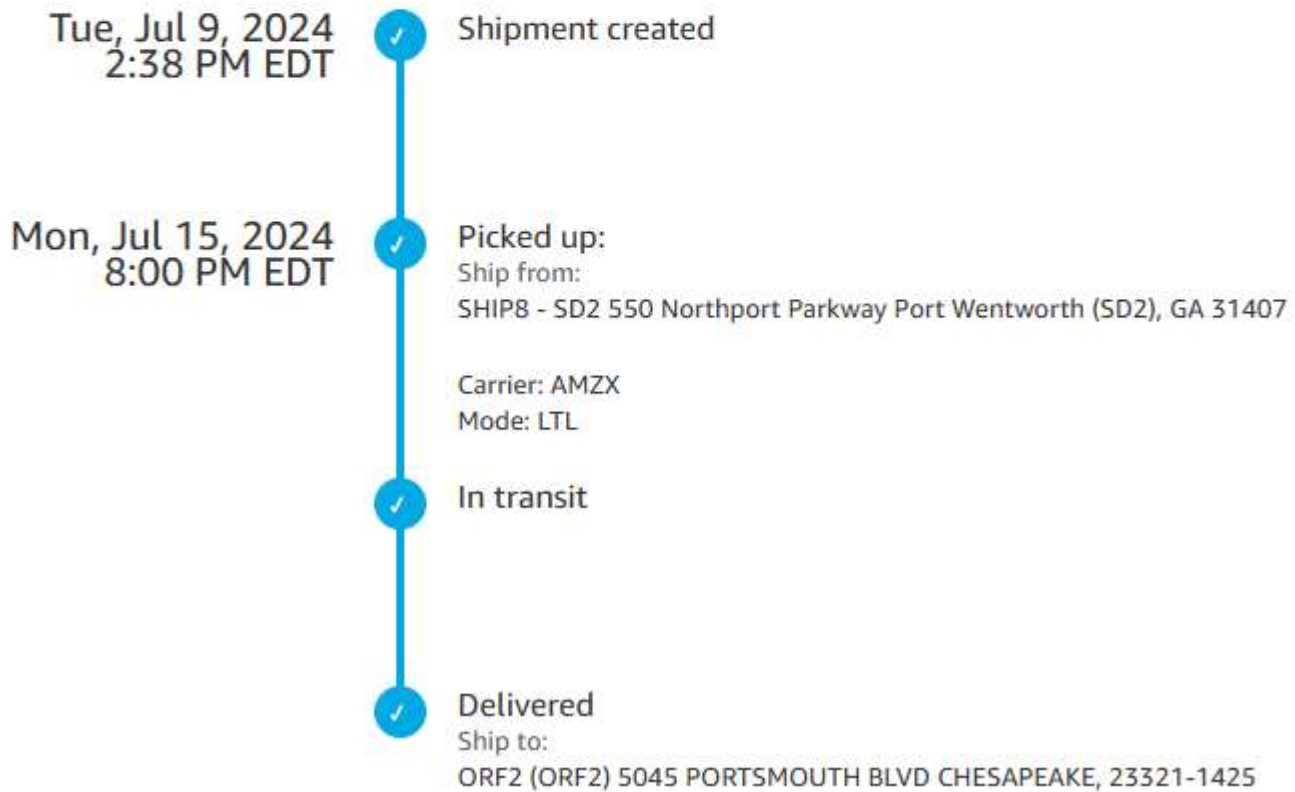 Tue, Jul 9, 2024
2:38 PM EDT
Shipment created
Mon, Jul 15, 2024
8:00 PM EDT
Picked up:
Ship from:
SHIP8 - SD2 550 Northport Parkway Port Wentworth (SD2), GA 31407
Carrier: AMZX
Mode: LTL
In transit
Delivered
Ship to:
ORF2 (ORF2) 5045 PORTSMOUTH BLVD CHESAPEAKE, 23321-1425